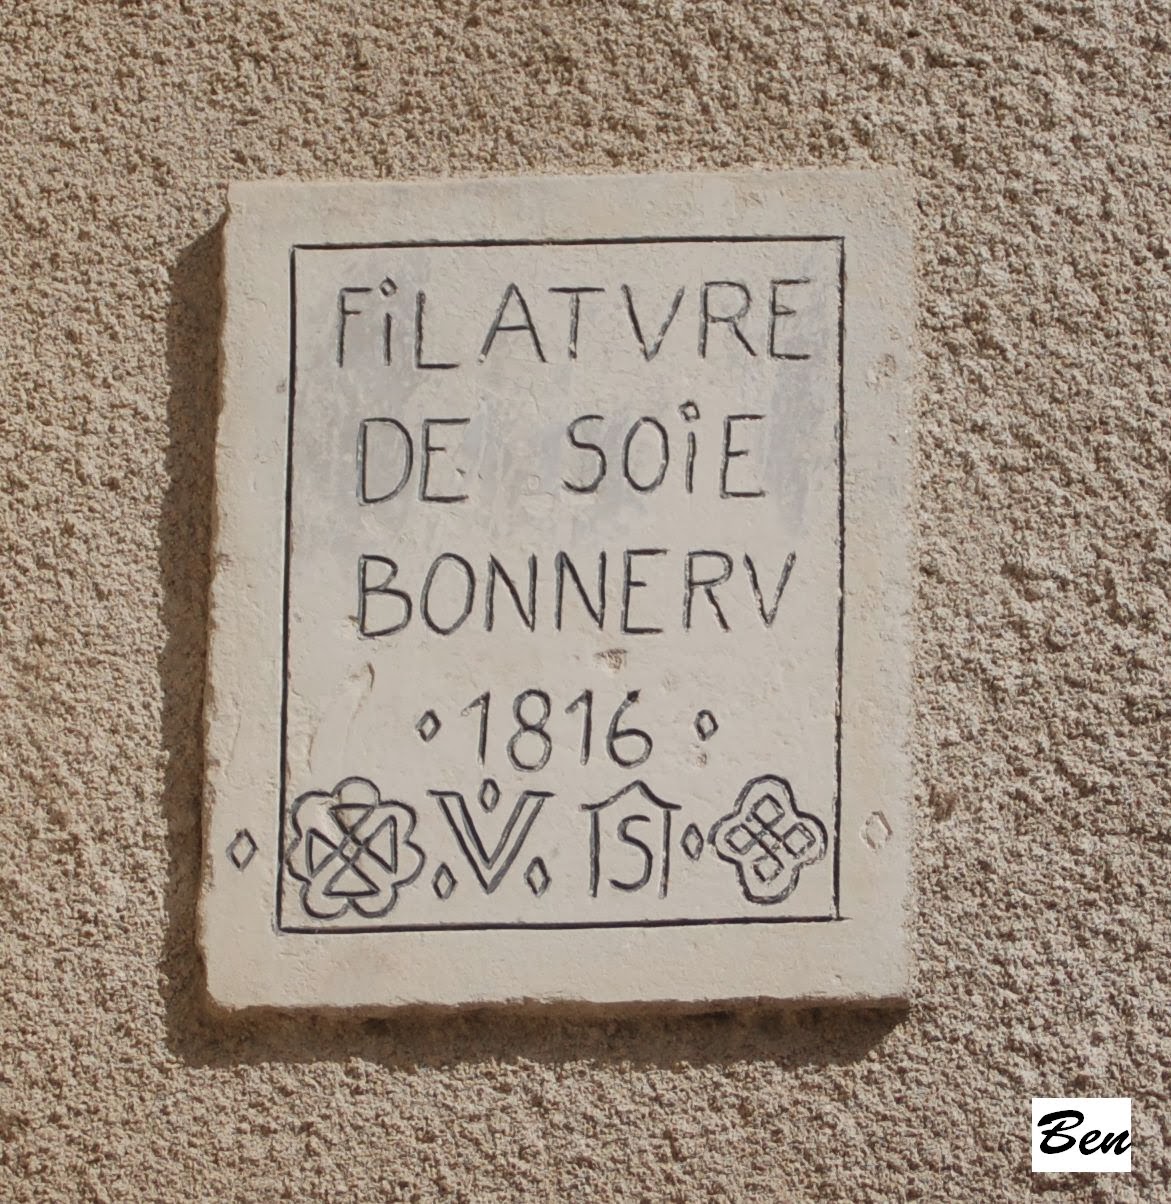 FiLATVRE
DE SOiE
BONNERV
1816
V ISI
Ben